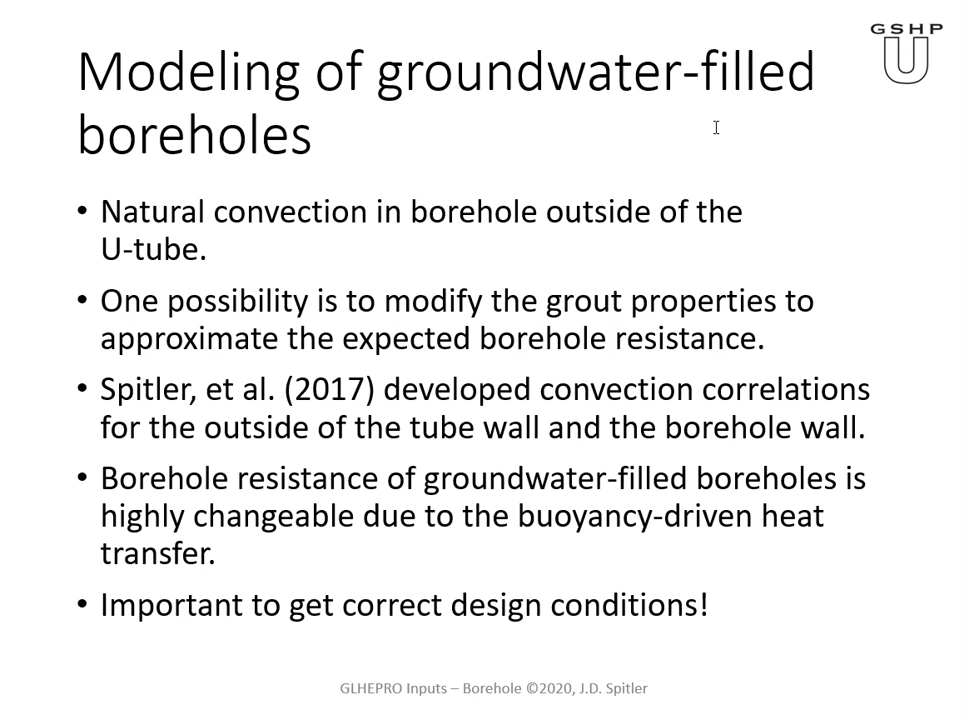 GSHP
U
Modeling of groundwater-filled
boreholes
• Natural convection in borehole outside of the
U-tube.
• One possibility is to modify the grout properties to
approximate the expected borehole resistance.
• Spitler, et al. (2017) developed convection correlations
for the outside of the tube wall and the borehole wall.
• Borehole resistance of groundwater-filled boreholes is
highly changeable due to the buoyancy-driven heat
transfer.
• Important to get correct design conditions!
GLHEPRO Inputs – Borehole ©2020, J.D. Spitler